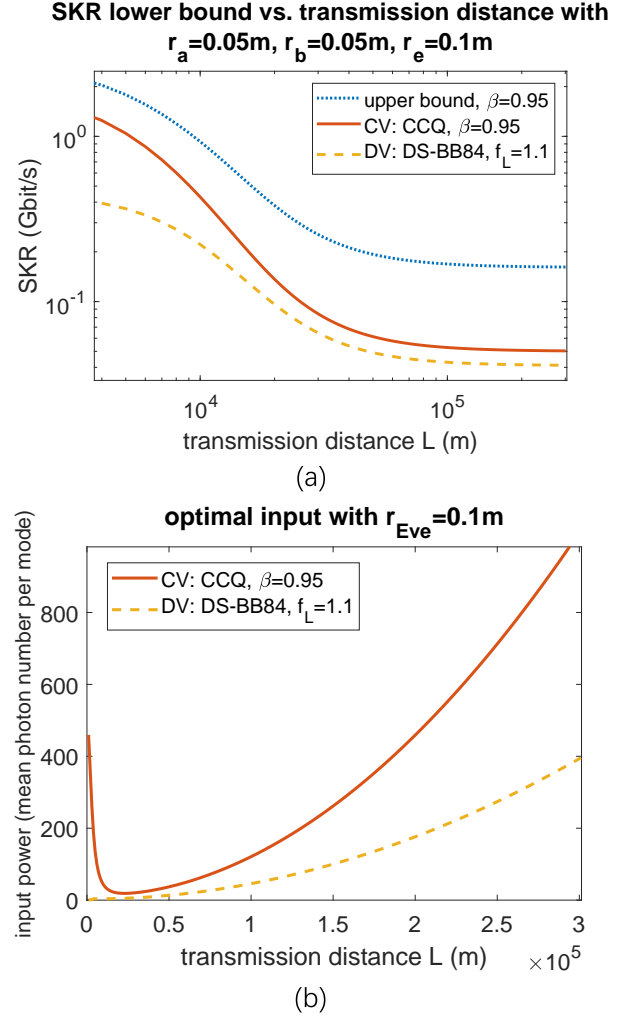 SKR lower bound vs. transmission distance with
r_a=0.05m, r_b=0.05m, r_e=0.1m
upper bound, β=0.95
CV: CCQ, β=0.95
DV: DS-BB84, f_L=1.1
SKR (Gbit/s)
10^0
10^-1
10^4
10^5
transmission distance L (m)
(a)
optimal input with r_Eve=0.1m
CV: CCQ, β=0.95
DV: DS-BB84, f_L=1.1
input power (mean photon number per mode)
800
600
400
200
0
0 0.5 1 1.5 2 2.5 3
transmission distance L (m)
×10^5
(b)